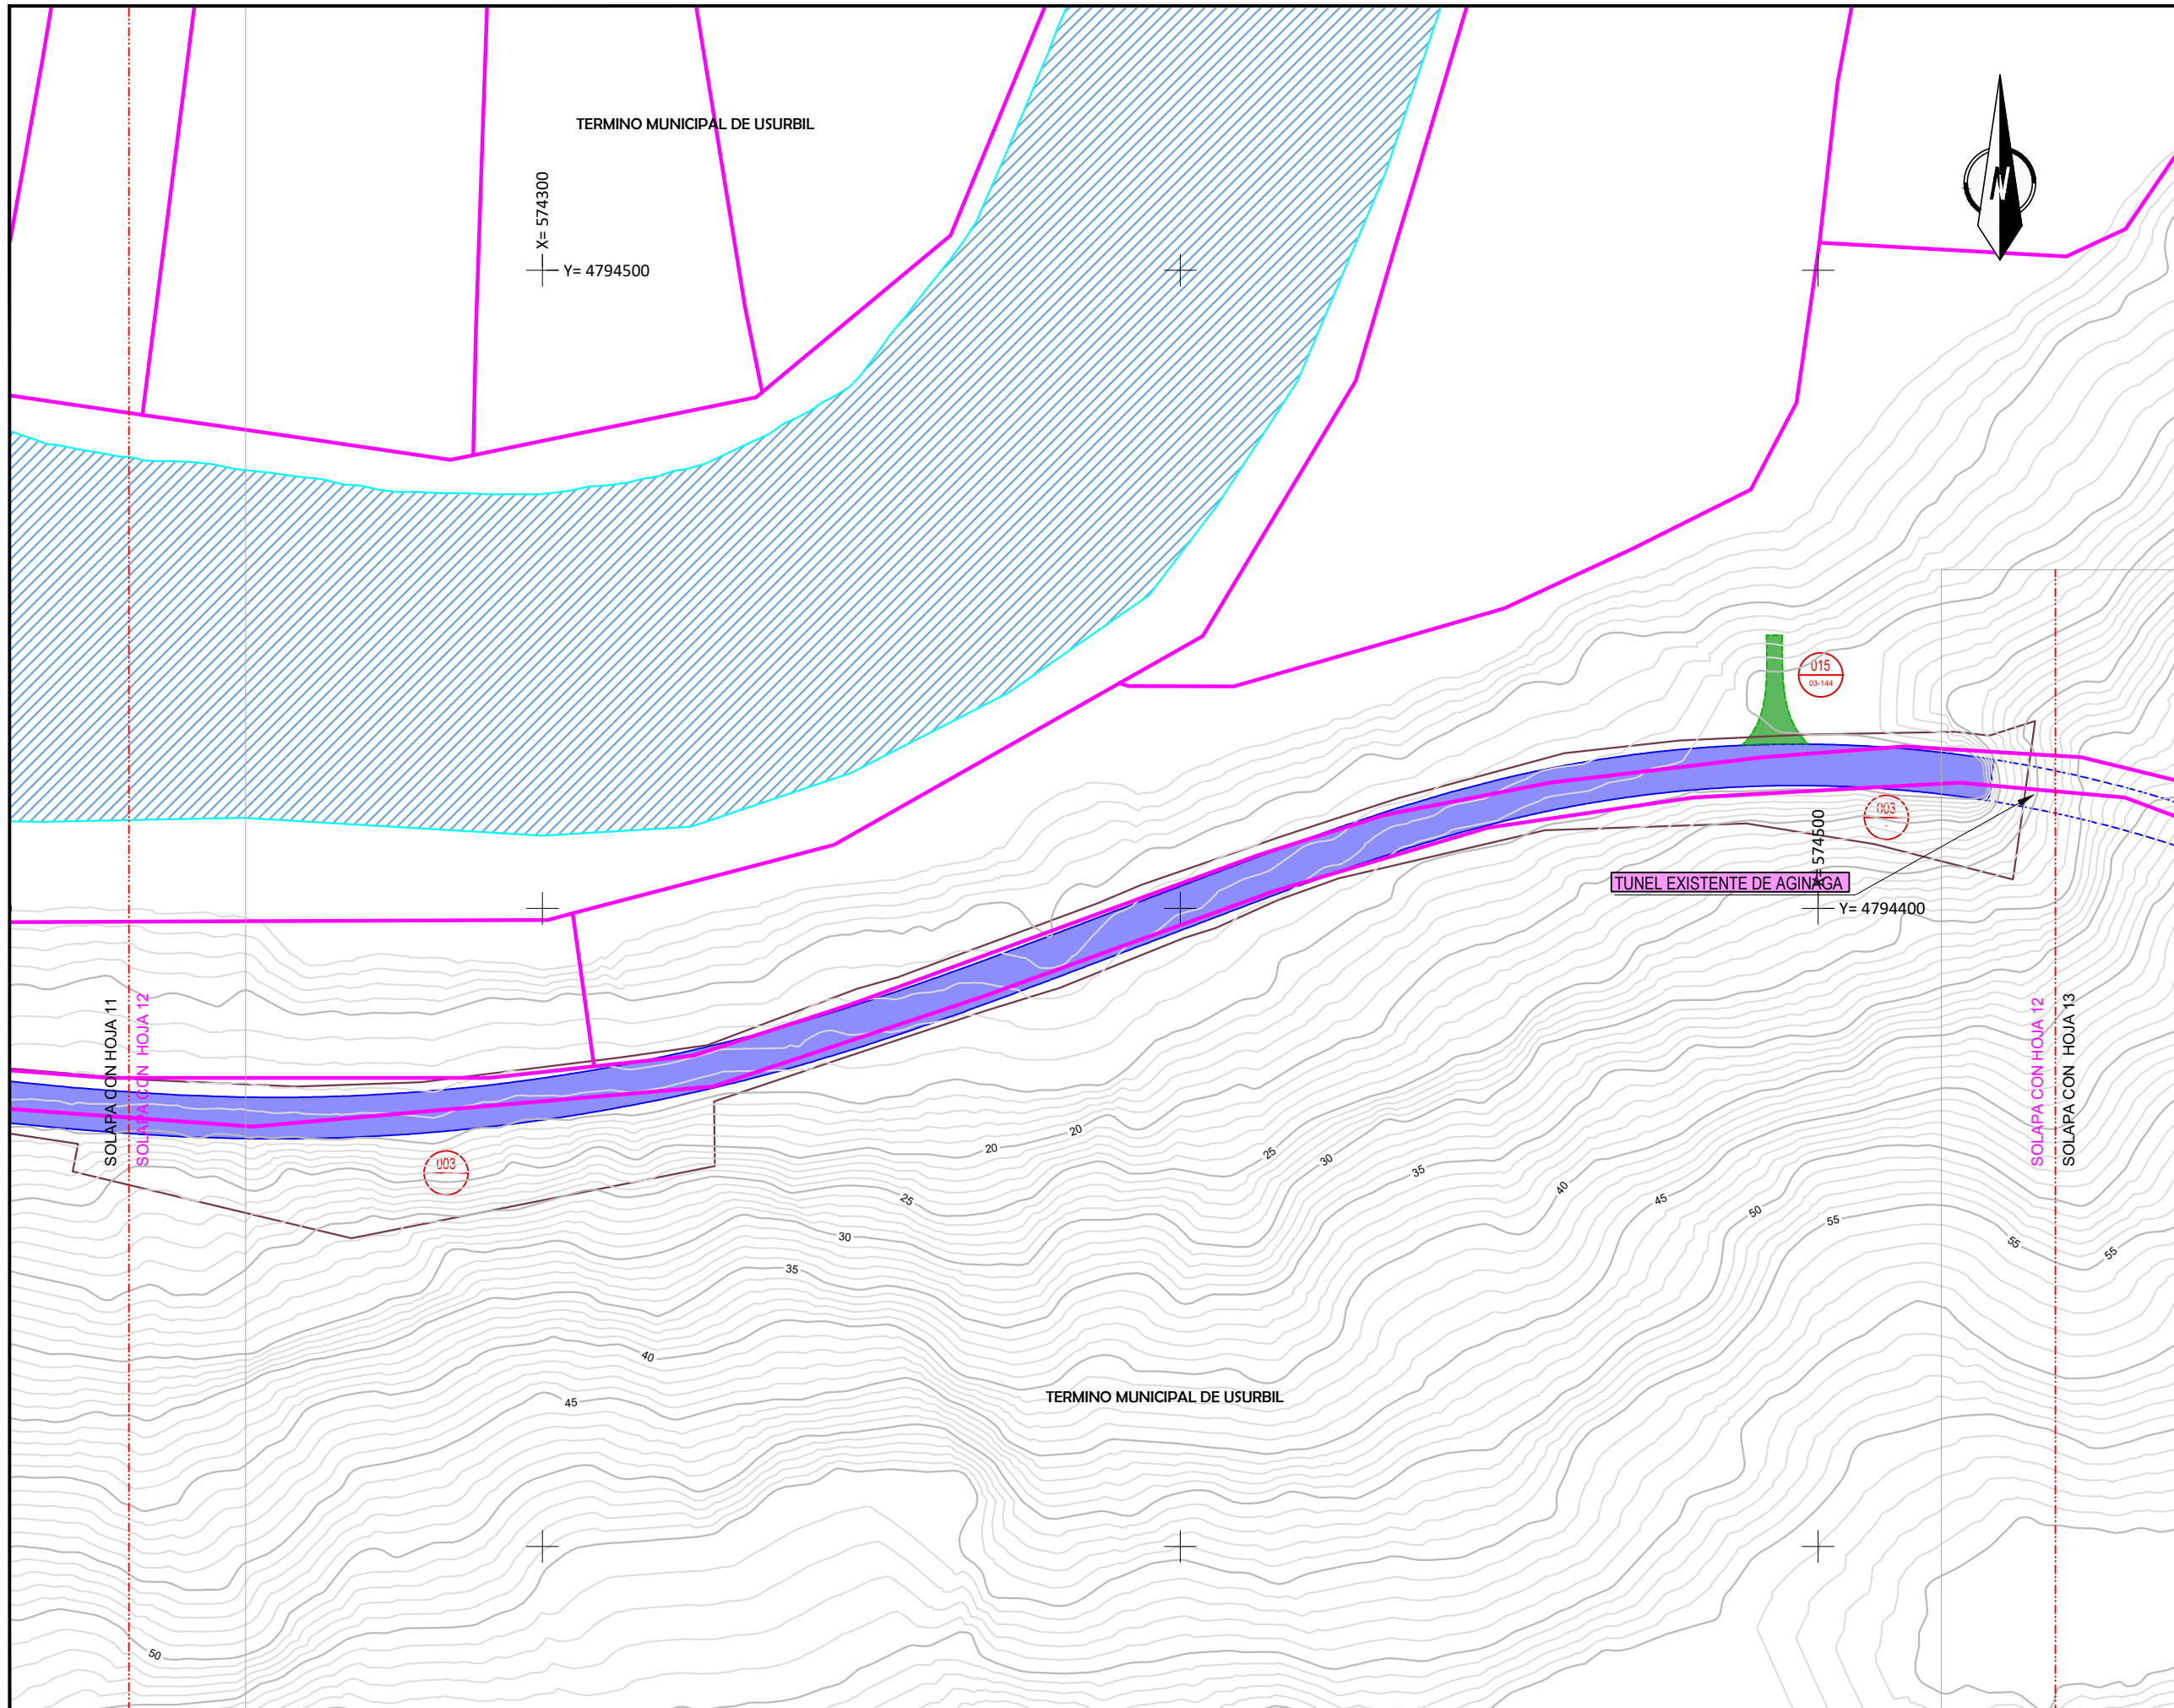 TERMINO MUNICIPAL DE USURBIL
X= 574300
Y= 4794500
N
015
03-144
003
574500
TUNEL EXISTENTE DE AGINAGA
Y= 4794400
SOLAPA CON HOJA 11
SOLAPA CON HOJA 12
SOLAPA CON HOJA 12
SOLAPA CON HOJA 13
003
20
20
25
30
35
40
45
50
55
55
55
25
30
35
40
45
TERMINO MUNICIPAL DE USURBIL
50